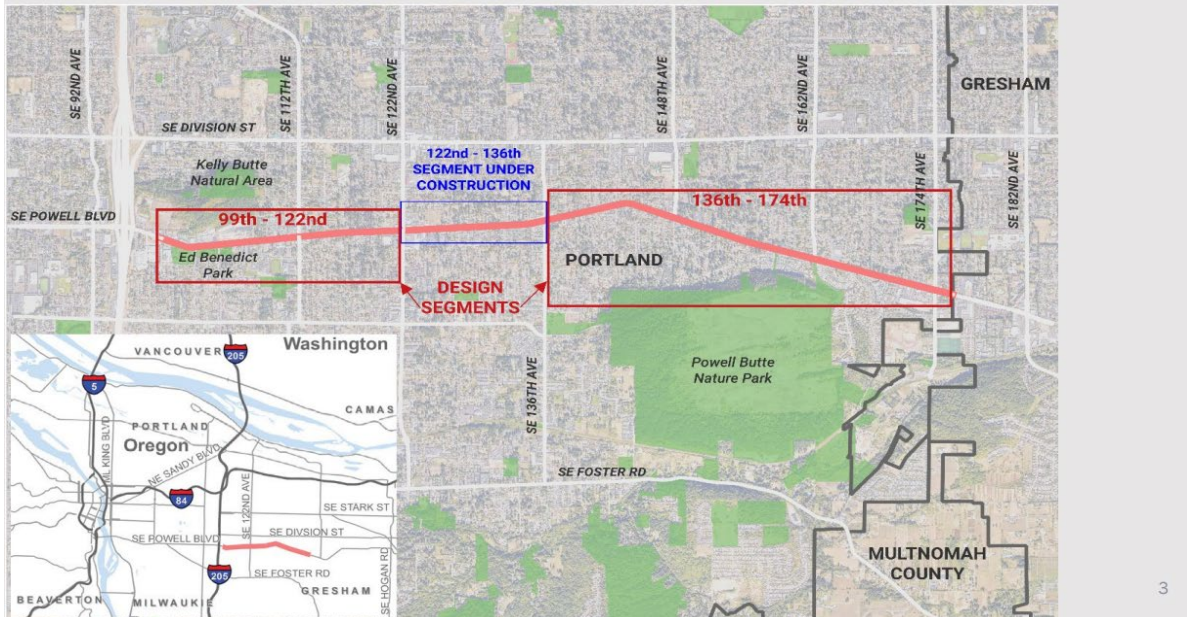 SE 92ND AVE
SE 112TH AVE
SE 122ND AVE
SE 148TH AVE
SE 162ND AVE
GRESHAM
SE DIVISION ST
Kelly Butte
Natural Area
122nd - 136th
SEGMENT UNDER
CONSTRUCTION
SE 174TH AVE
SE 182ND AVE
SE POWELL BLVD
99th - 122nd
136th - 174th
Ed Benedict
Park
PORTLAND
DESIGN
SEGMENTS
SE 136TH AVE
Powell Butte
Nature Park
SE FOSTER RD
MULTNOMAH
COUNTY
Washington
VANCOUVER
205
5
CAMAS
PORTLAND
Oregon
ML KING BLVD
NE SANDY BLVD
84
SE 122ND AVE
SE STARK ST
SE POWELL BLVD
SE DIVSION ST
SE FOSTER RD
205
SE HOGAN RD
GRESHAM
BEAVERTON
MILWAUKIE
3